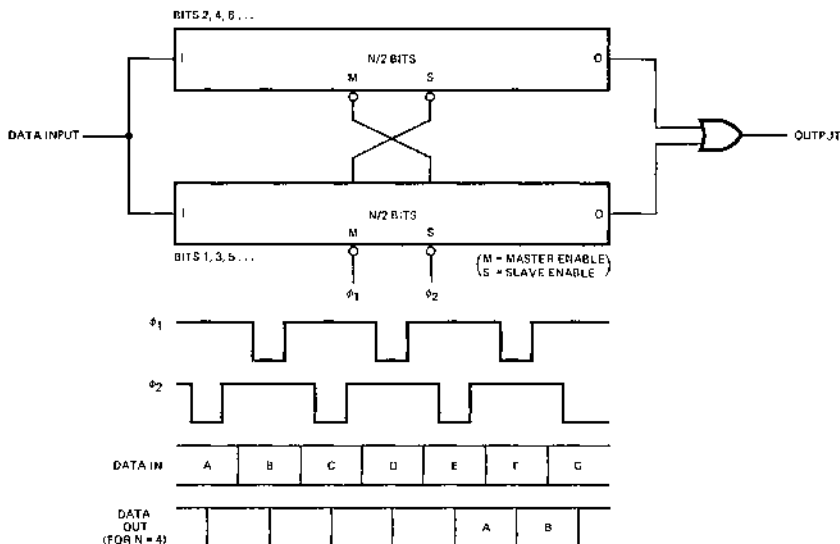 BITS 2, 4, 6 . . .
I
N/2 BITS
O
M
S
DATA INPUT
OUTPUT
I
N/2 BITS
O
M
S
BITS 1, 3, 5 . . .
( M = MASTER ENABLE
S = SLAVE ENABLE )
ϕ1
ϕ2
ϕ1
ϕ2
DATA IN
A
B
C
D
E
F
G
DATA
OUT
(FOR N = 4)
A
B